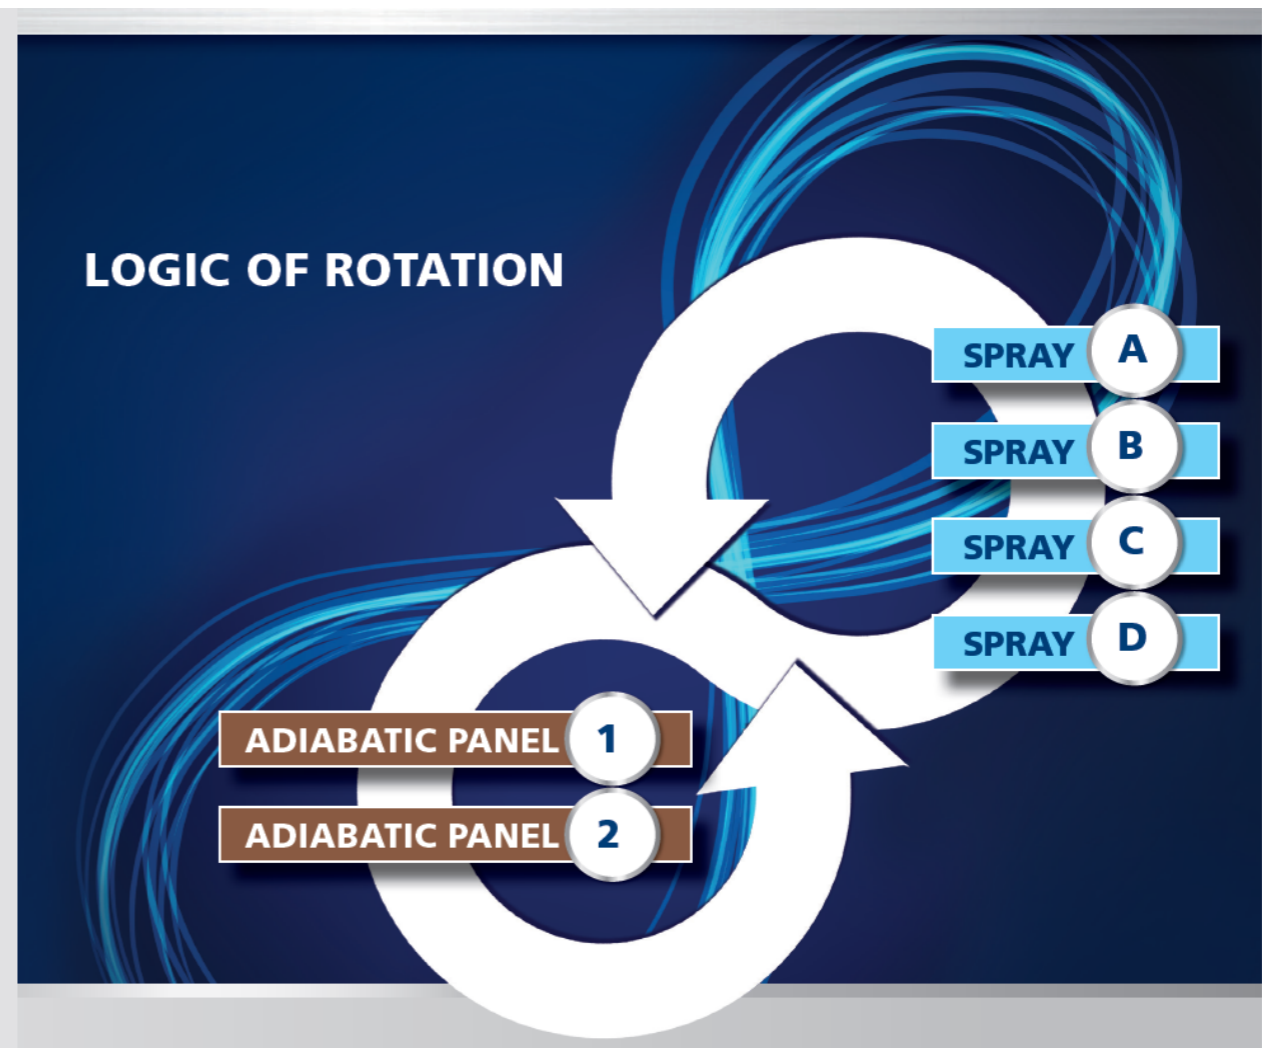 LOGIC OF ROTATION
SPRAY A
SPRAY B
SPRAY C
SPRAY D
ADIABATIC PANEL 1
ADIABATIC PANEL 2